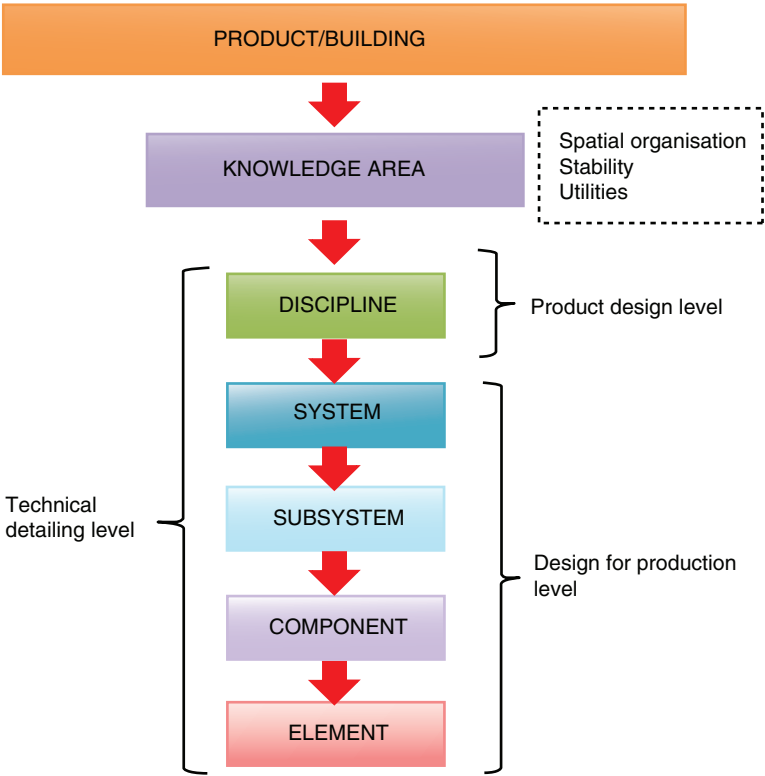 PRODUCT/BUILDING
KNOWLEDGE AREA
Spatial organisation
Stability
Utilities
DISCIPLINE
Product design level
SYSTEM
SUBSYSTEM
Technical
detailing level
Design for production
level
COMPONENT
ELEMENT